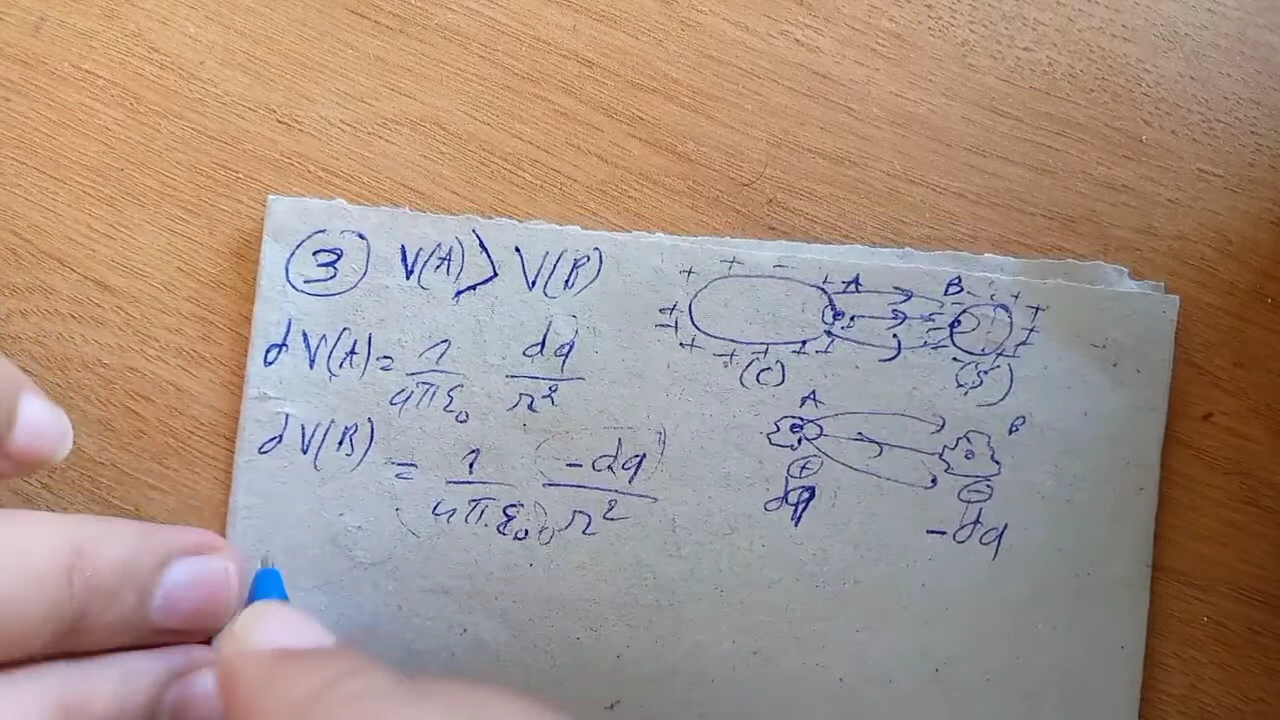 ③ V(A) > V(B)
dV(A) = 1/4πε₀ dq/r²
dV(B) = 1/4πε₀ -dq/r²
+ + - + A B - + +
+ + + + + +
(C) (S)
A B
+ -
dq -dq